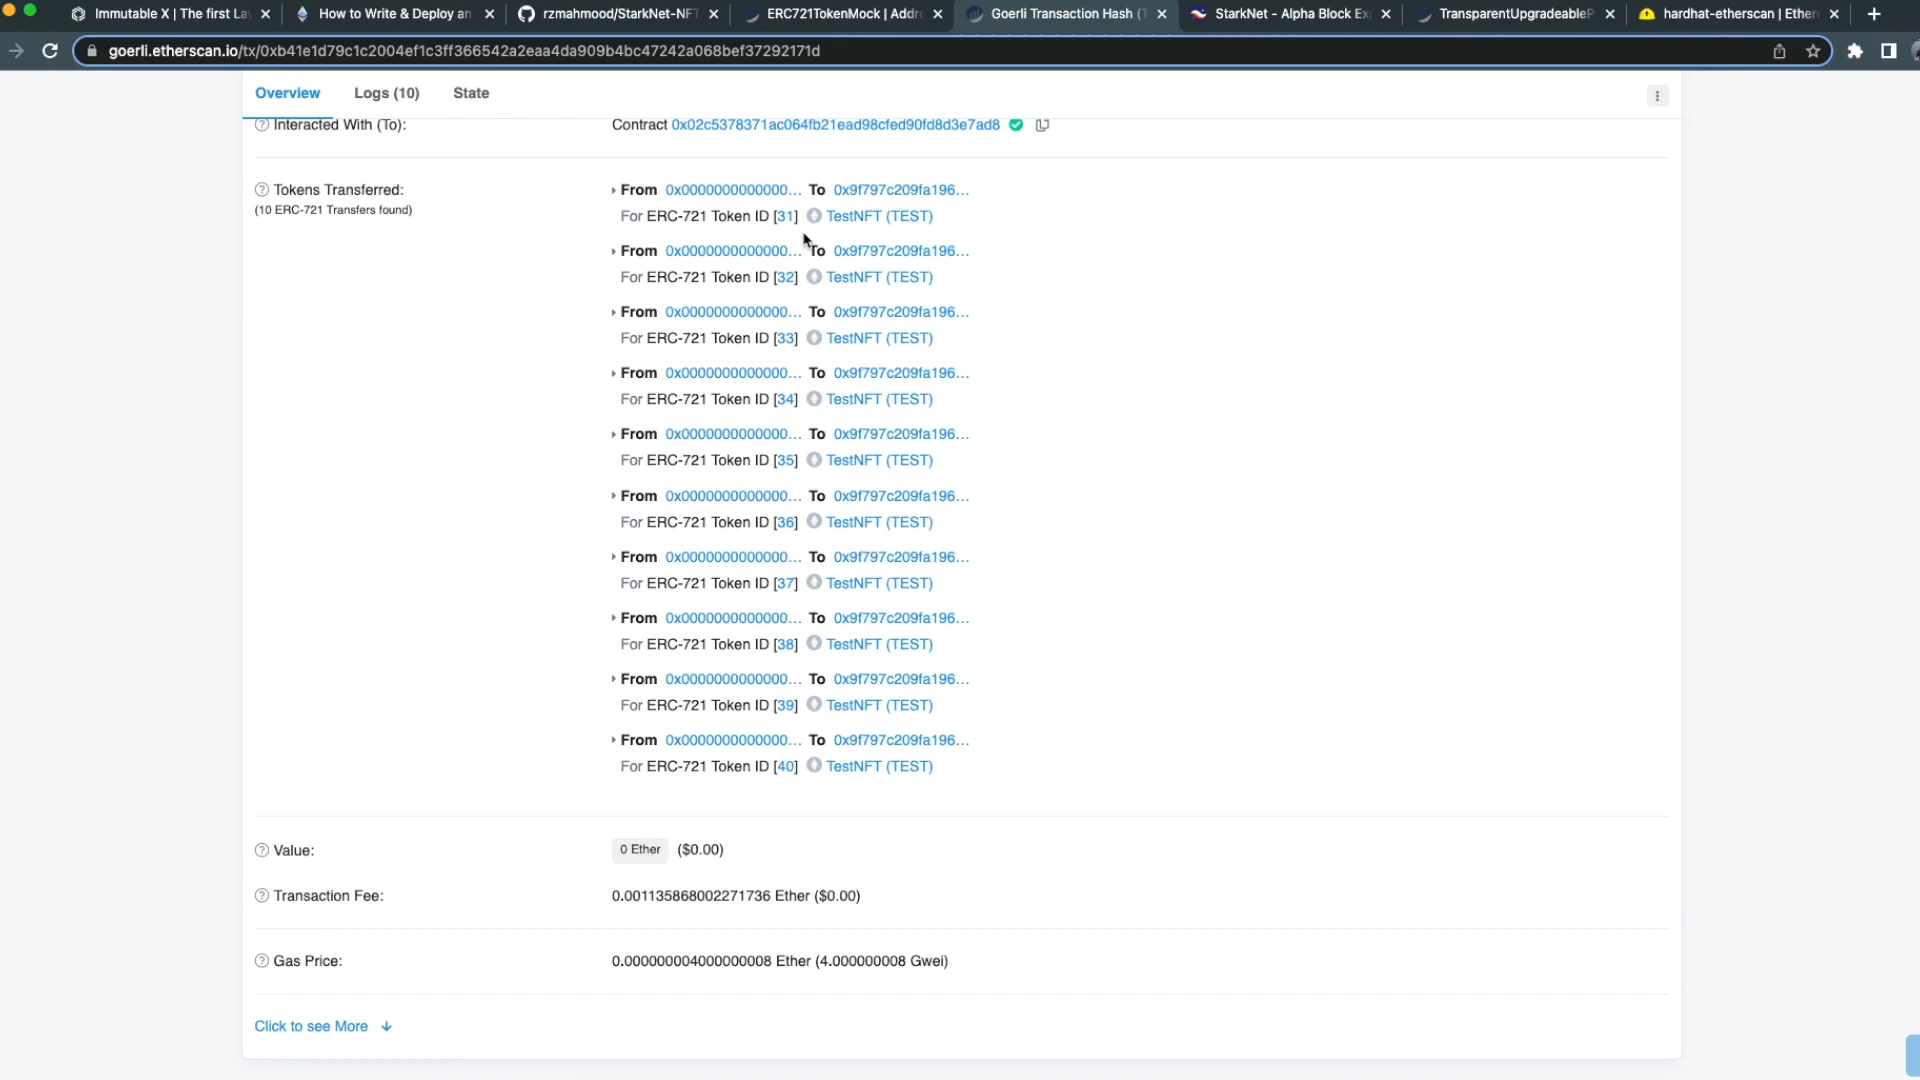 Immutable X | The first La
How to Write & Deploy an
rzmahmood/StarkNet-NFT
ERC721TokenMock | Addre
Goerli Transaction Hash (T
StarkNet - Alpha Block Ex
TransparentUpgradeableP
hardhat-etherscan | Ether
goerli.etherscan.io/tx/0xb41e1d79c1c2004ef1c3ff366542a2eaa4da909b4bc47242a068bef37292171d
Overview Logs (10) State
Interacted With (To): Contract 0x02c5378371ac064fb21ead98cfed90fd8d3e7ad8
Tokens Transferred: From 0x0000000000000... To 0x9f797c209fa196...
(10 ERC-721 Transfers found) For ERC-721 Token ID [31] TestNFT (TEST)
From 0x0000000000000... To 0x9f797c209fa196...
For ERC-721 Token ID [32] TestNFT (TEST)
From 0x0000000000000... To 0x9f797c209fa196...
For ERC-721 Token ID [33] TestNFT (TEST)
From 0x0000000000000... To 0x9f797c209fa196...
For ERC-721 Token ID [34] TestNFT (TEST)
From 0x0000000000000... To 0x9f797c209fa196...
For ERC-721 Token ID [35] TestNFT (TEST)
From 0x0000000000000... To 0x9f797c209fa196...
For ERC-721 Token ID [36] TestNFT (TEST)
From 0x0000000000000... To 0x9f797c209fa196...
For ERC-721 Token ID [37] TestNFT (TEST)
From 0x0000000000000... To 0x9f797c209fa196...
For ERC-721 Token ID [38] TestNFT (TEST)
From 0x0000000000000... To 0x9f797c209fa196...
For ERC-721 Token ID [39] TestNFT (TEST)
From 0x0000000000000... To 0x9f797c209fa196...
For ERC-721 Token ID [40] TestNFT (TEST)
Value: 0 Ether ($0.00)
Transaction Fee: 0.001135868002271736 Ether ($0.00)
Gas Price: 0.000000004000000008 Ether (4.000000008 Gwei)
Click to see More